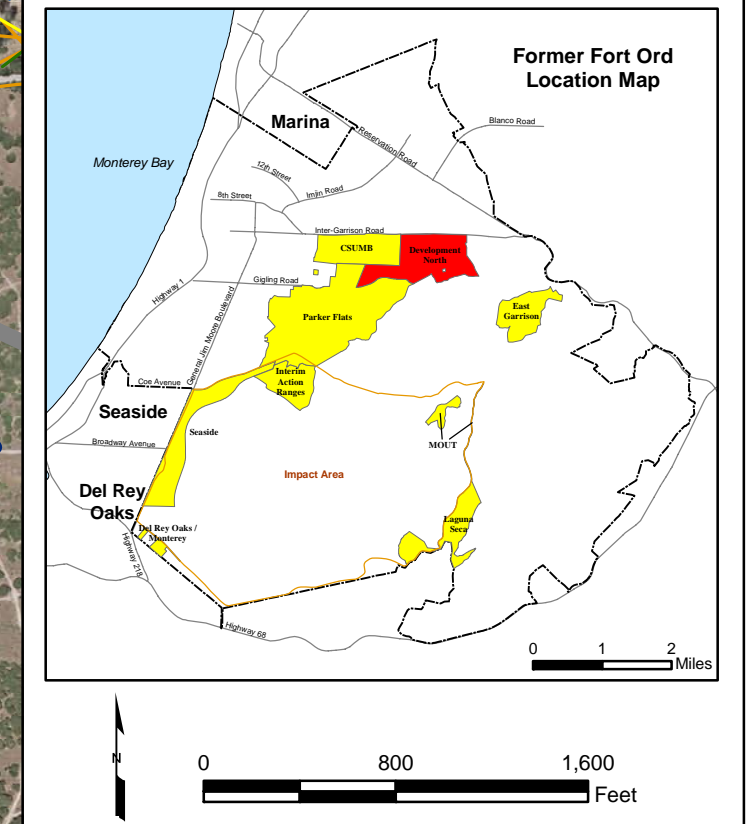 Former Fort Ord
Location Map
Marina
Blanco Road
Reservation Road
Monterey Bay
12th Street
Imjin Road
8th Street
Inter-Garrison Road
CSUMB
Development
North
Gigling Road
Highway 1
General Jim Moore Boulevard
East
Garrison
Parker Flats
Coe Avenue
Interim
Action
Ranges
Seaside
Seaside
Broadway Avenue
MOUT
Impact Area
Del Rey
Oaks
Laguna
Seca
Del Rey Oaks /
Monterey
Highway 218
Highway 68
0 1 2
Miles
N
0 800 1,600
Feet